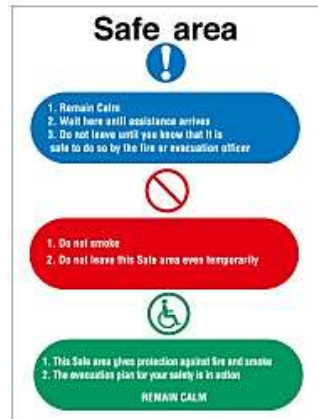 Safe area
1. Remain Calm
2. Wait here until assistance arrives
3. Do not leave until you know that it is
safe to do so by the fire or evacuation officer
1. Do not smoke
2. Do not leave this Safe area even temporarily
1. This Safe area gives protection against fire and smoke
2. The evacuation plan for your safety is in action
REMAIN CALM